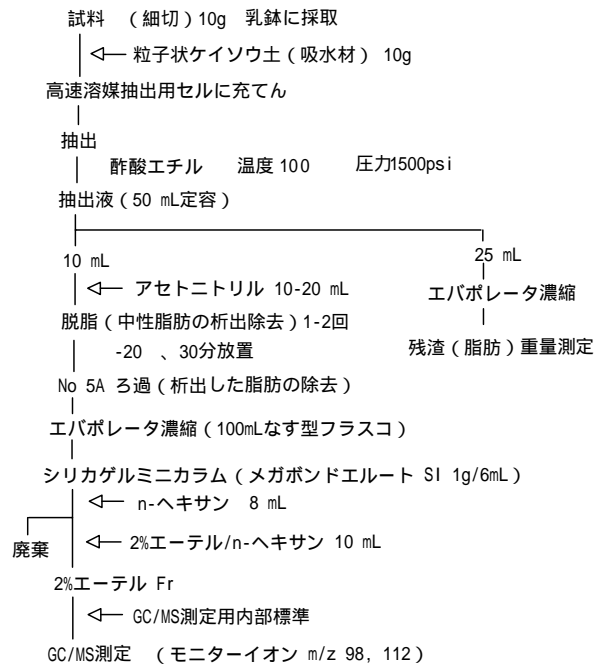 試料 （細切）10g 乳鉢に採取
粒子状ケイソウ土（吸水材） 10g
高速溶媒抽出用セルに充てん
抽出
酢酸エチル 温度 100 圧力1500psi
抽出液（50 mL定容）
10 mL
25 mL
アセトニトリル 10-20 mL
エバポレータ濃縮
脱脂（中性脂肪の析出除去）1-2回
-20 、30分放置
残渣（脂肪）重量測定
No 5A ろ過（析出した脂肪の除去）
エバポレータ濃縮（100mLなす型フラスコ）
シリカゲルミニカラム（メガボンドエルート SI 1g/6mL）
n-ヘキサン 8 mL
廃棄
2%エーテル/n-ヘキサン 10 mL
2%エーテル Fr
GC/MS測定用内部標準
GC/MS測定 （モニターイオン m/z 98, 112）